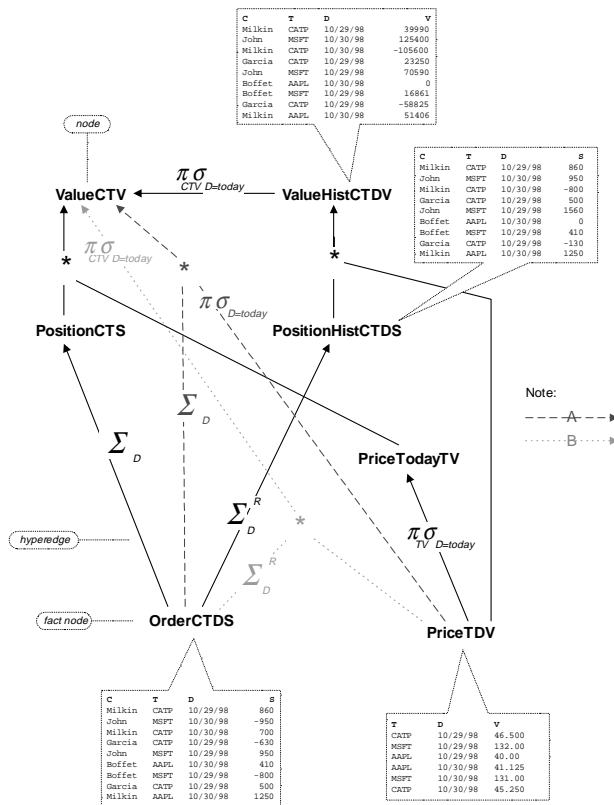 C T D V
Milkin CATP 10/29/98 39990
John MSFT 10/30/98 125400
Milkin CATP 10/30/98 -105600
Garcia CATP 10/29/98 23250
John MSFT 10/29/98 70590
Boffet AAPL 10/30/98 0
Boffet MSFT 10/29/98 16861
Garcia CATP 10/29/98 -58825
Milkin AAPL 10/30/98 51406
node
C T D S
Milkin CATP 10/29/98 860
John MSFT 10/30/98 950
Milkin CATP 10/30/98 -800
Garcia CATP 10/29/98 500
John MSFT 10/29/98 1560
Boffet AAPL 10/30/98 0
Boffet MSFT 10/29/98 410
Garcia CATP 10/29/98 -130
Milkin AAPL 10/30/98 1250
π σ
CTV D=today
ValueCTV
ValueHistCTDV
π σ
CTV D=today
*
*
*
π σ
D=today
PositionCTS
PositionHistCTDS
Note:
A
B
Σ D
Σ D
PriceTodayTV
Σ D R
*
π σ
TV D=today
hyperedge
Σ D R
fact node
OrderCTDS
PriceTDV
C T D S
Milkin CATP 10/29/98 860
John MSFT 10/30/98 -950
Milkin CATP 10/30/98 700
Garcia CATP 10/29/98 -630
John MSFT 10/29/98 950
Boffet AAPL 10/30/98 410
Boffet MSFT 10/29/98 -800
Garcia CATP 10/29/98 500
Milkin AAPL 10/30/98 1250
T D V
CATP 10/29/98 46.500
MSFT 10/29/98 132.00
AAPL 10/29/98 40.00
AAPL 10/30/98 41.125
MSFT 10/30/98 131.00
CATP 10/30/98 45.250